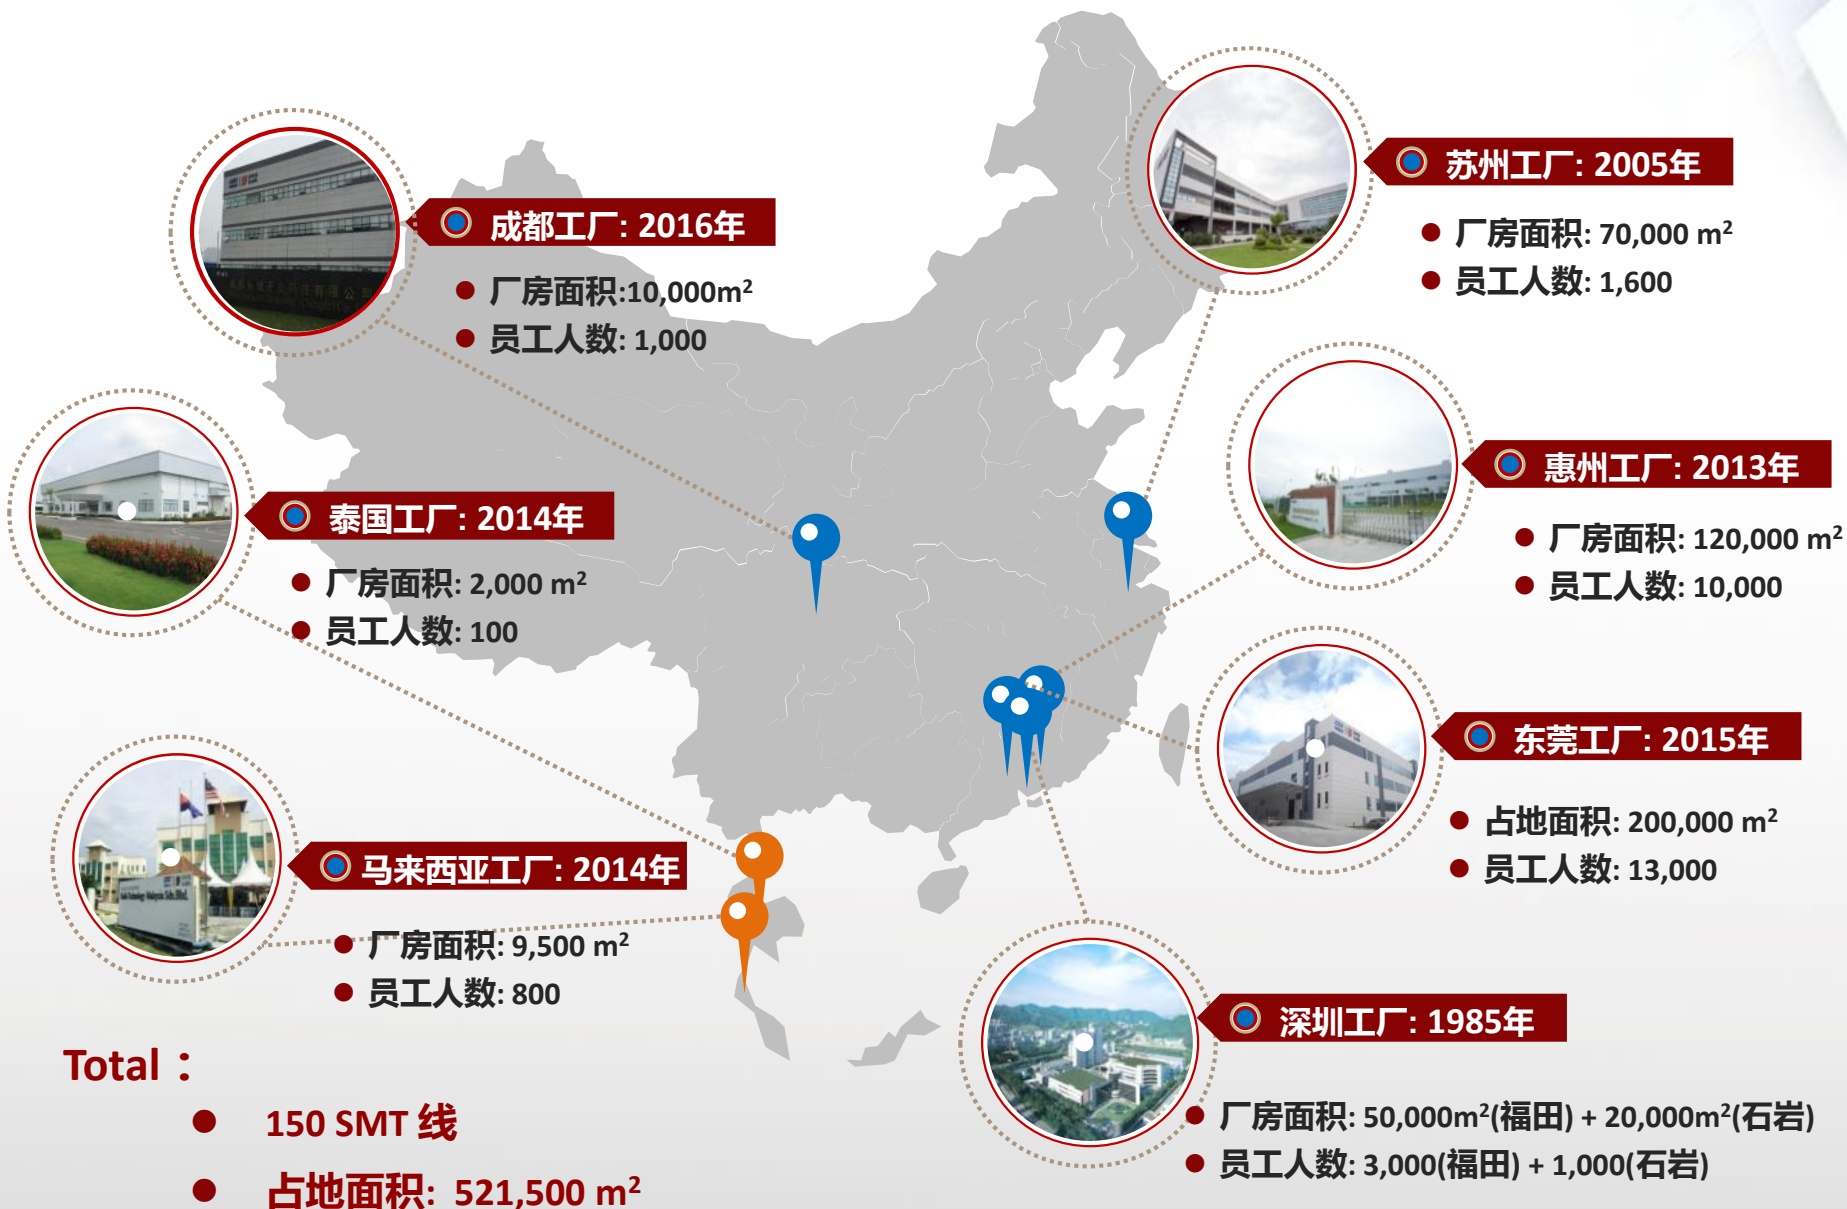 苏州工厂: 2005年
厂房面积: 70,000 m²
员工人数: 1,600
成都工厂: 2016年
厂房面积:10,000m²
员工人数: 1,000
惠州工厂: 2013年
厂房面积: 120,000 m²
员工人数: 10,000
泰国工厂: 2014年
厂房面积: 2,000 m²
员工人数: 100
东莞工厂: 2015年
占地面积: 200,000 m²
员工人数: 13,000
马来西亚工厂: 2014年
厂房面积: 9,500 m²
员工人数: 800
深圳工厂: 1985年
厂房面积: 50,000m²(福田) + 20,000m²(石岩)
员工人数: 3,000(福田) + 1,000(石岩)
Total：
150 SMT 线
占地面积: 521,500 m²